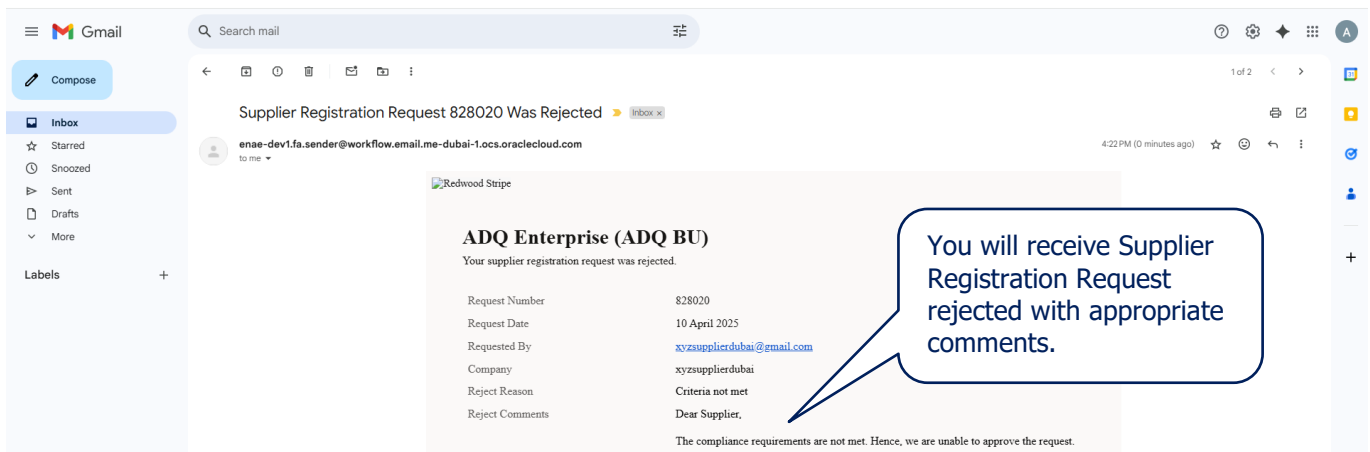 Gmail
Search mail
A
Compose
1 of 2
31
Supplier Registration Request 828020 Was Rejected
Inbox x
Inbox
Starred
enae-dev1.fa.sender@workflow.email.me-dubai-1.ocs.oraclecloud.com
4:22 PM (0 minutes ago)
to me
Snoozed
Sent
Drafts
More
Labels
Redwood Stripe
ADQ Enterprise (ADQ BU)
Your supplier registration request was rejected.
Request Number 828020
Request Date 10 April 2025
Requested By xyzsupplierdubai@gmail.com
Company xyzsupplierdubai
Reject Reason Criteria not met
Reject Comments Dear Supplier,
The compliance requirements are not met. Hence, we are unable to approve the request.
You will receive Supplier
Registration Request
rejected with appropriate
comments.